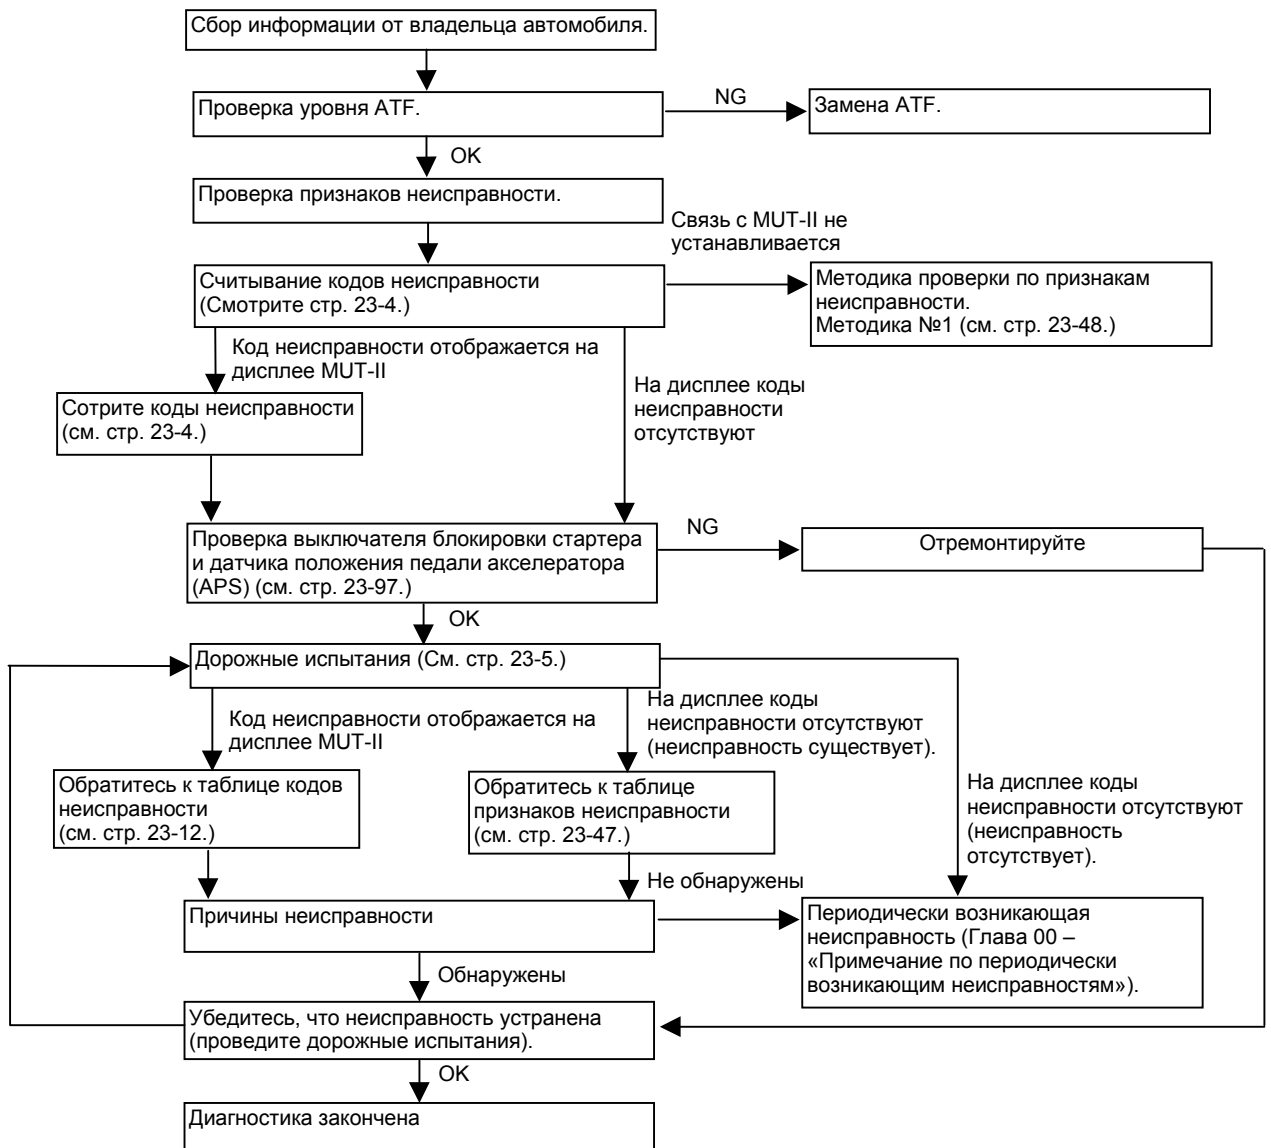 Сбор информации от владельца автомобиля.
Проверка уровня ATF.
NG
Замена ATF.
OK
Проверка признаков неисправности.
Связь с MUT-II не
устанавливается
Считывание кодов неисправности
(Смотрите стр. 23-4.)
Методика проверки по признакам
неисправности.
Методика №1 (см. стр. 23-48.)
Код неисправности отображается на
дисплее MUT-II
На дисплее коды
неисправности
отсутствуют
Сотрите коды неисправности
(см. стр. 23-4.)
Проверка выключателя блокировки стартера
и датчика положения педали акселератора
(APS) (см. стр. 23-97.)
NG
Отремонтируйте
OK
Дорожные испытания (См. стр. 23-5.)
Код неисправности отображается на
дисплее MUT-II
На дисплее коды
неисправности отсутствуют
(неисправность существует).
На дисплее коды
неисправности отсутствуют
(неисправность
отсутствует).
Обратитесь к таблице кодов
неисправности
(см. стр. 23-12.)
Обратитесь к таблице
признаков неисправности
(см. стр. 23-47.)
Не обнаружены
Причины неисправности
Периодически возникающая
неисправность (Глава 00 –
«Примечание по периодически
возникающим неисправностям»).
Обнаружены
Убедитесь, что неисправность устранена
(проведите дорожные испытания).
OK
Диагностика закончена